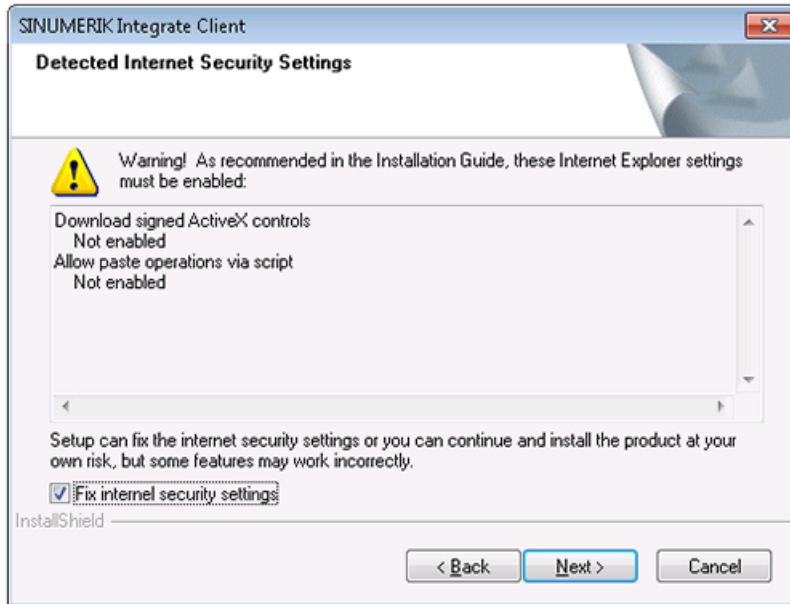 SINUMERIK Integrate Client
Detected Internet Security Settings
Warning! As recommended in the Installation Guide, these Internet Explorer settings
must be enabled:
Download signed ActiveX controls
Not enabled
Allow paste operations via script
Not enabled
Setup can fix the internet security settings or you can continue and install the product at your
own risk, but some features may work incorrectly.
Fix internel security settings
InstallShield
< Back
Next >
Cancel